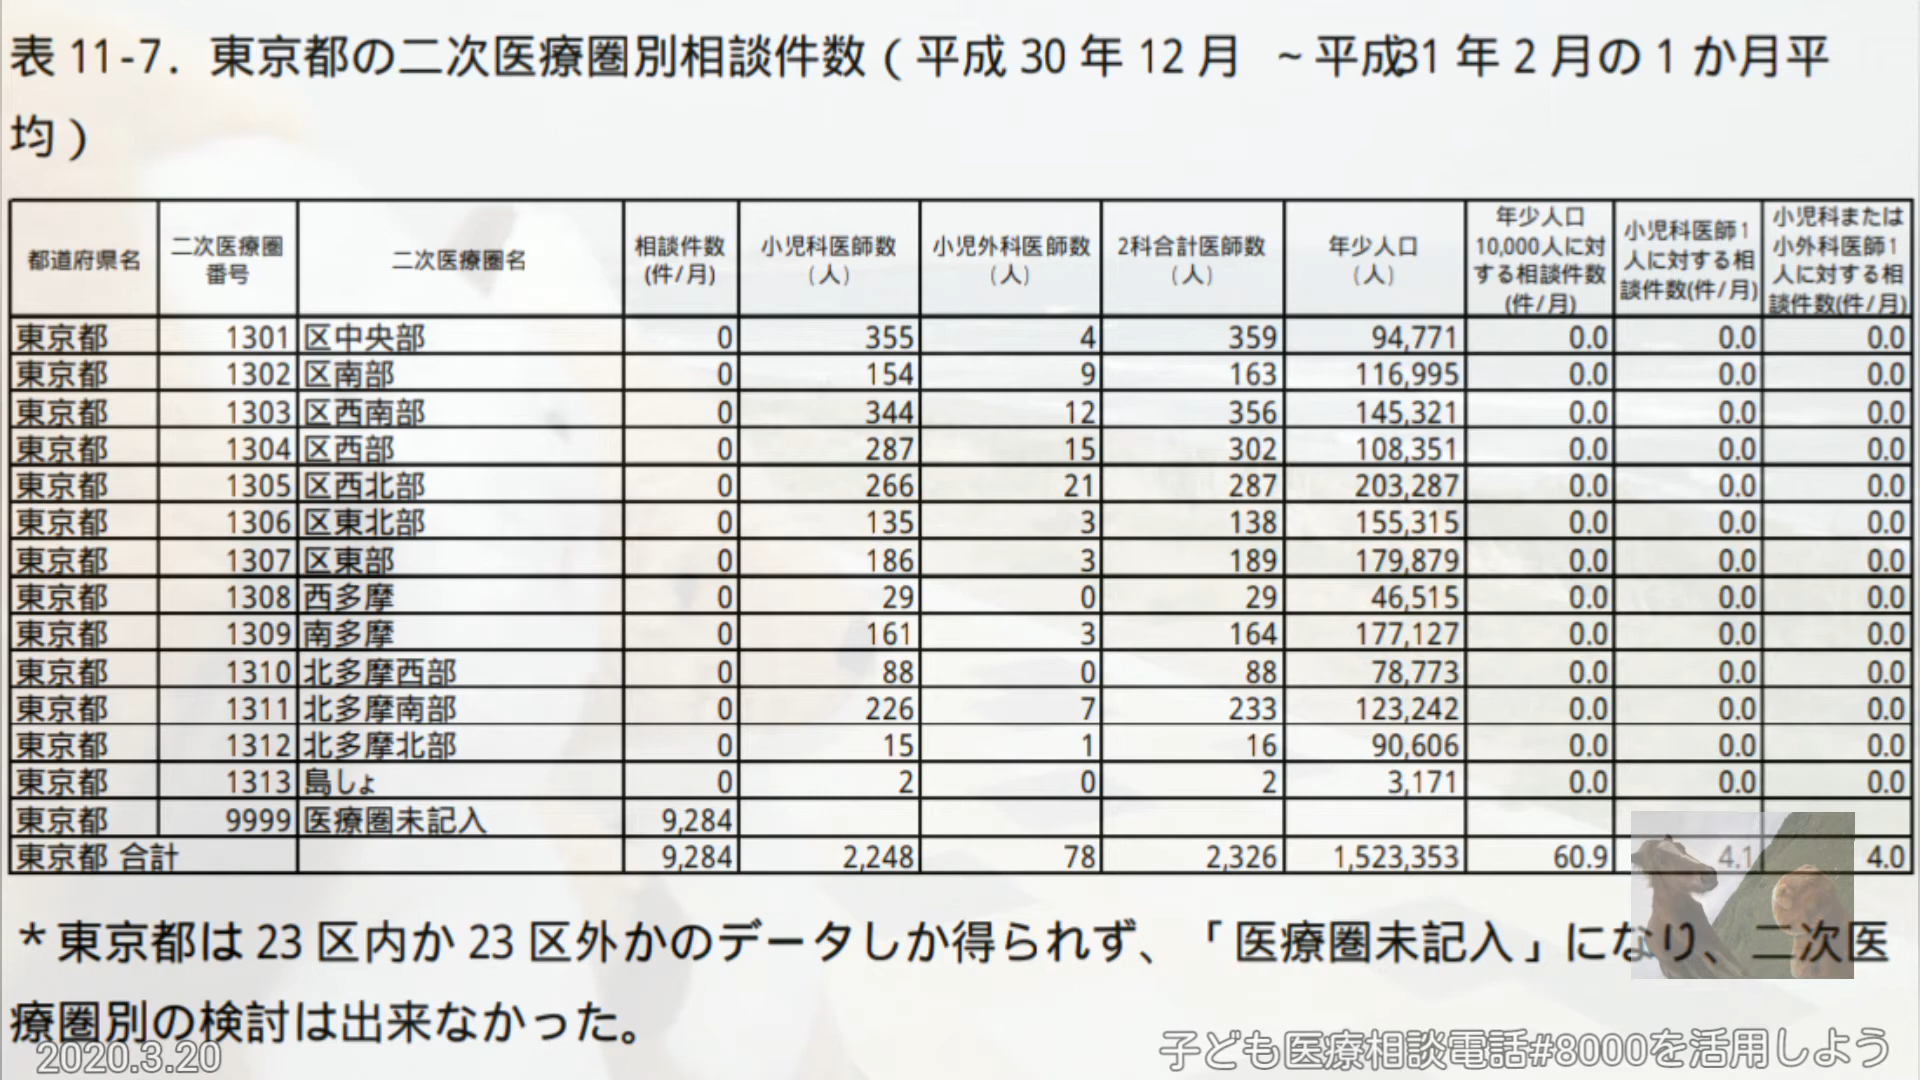 表 11-7. 東京都の二次医療圏別相談件数（平成 30 年 12 月 ～平成31 年 2 月の 1 か月平
均）
都道府県名 二次医療圏番号 二次医療圏名 相談件数(件/月) 小児科医師数(人) 小児外科医師数(人) 2科合計医師数(人) 年少人口(人) 年少人口10,000人に対する相談件数(件/月) 小児科医師1人に対する相談件数(件/月) 小児科または小外科医師1人に対する相談件数(件/月)
東京都 1301 区中央部 0 355 4 359 94,771 0.0 0.0 0.0
東京都 1302 区南部 0 154 9 163 116,995 0.0 0.0 0.0
東京都 1303 区西南部 0 344 12 356 145,321 0.0 0.0 0.0
東京都 1304 区西部 0 287 15 302 108,351 0.0 0.0 0.0
東京都 1305 区西北部 0 266 21 287 203,287 0.0 0.0 0.0
東京都 1306 区東北部 0 135 3 138 155,315 0.0 0.0 0.0
東京都 1307 区東部 0 186 3 189 179,879 0.0 0.0 0.0
東京都 1308 西多摩 0 29 0 29 46,515 0.0 0.0 0.0
東京都 1309 南多摩 0 161 3 164 177,127 0.0 0.0 0.0
東京都 1310 北多摩西部 0 88 0 88 78,773 0.0 0.0 0.0
東京都 1311 北多摩南部 0 226 7 233 123,242 0.0 0.0 0.0
東京都 1312 北多摩北部 0 15 1 16 90,606 0.0 0.0 0.0
東京都 1313 島しょ 0 2 0 2 3,171 0.0 0.0 0.0
東京都 9999 医療圏未記入 9,284
東京都 合計 9,284 2,248 78 2,326 1,523,353 60.9 4.1 4.0
＊東京都は 23 区内か 23 区外かのデータしか得られず、「医療圏未記入」になり、二次医
療圏別の検討は出来なかった。
2020.3.20
子ども医療相談電話#8000を活用しよう